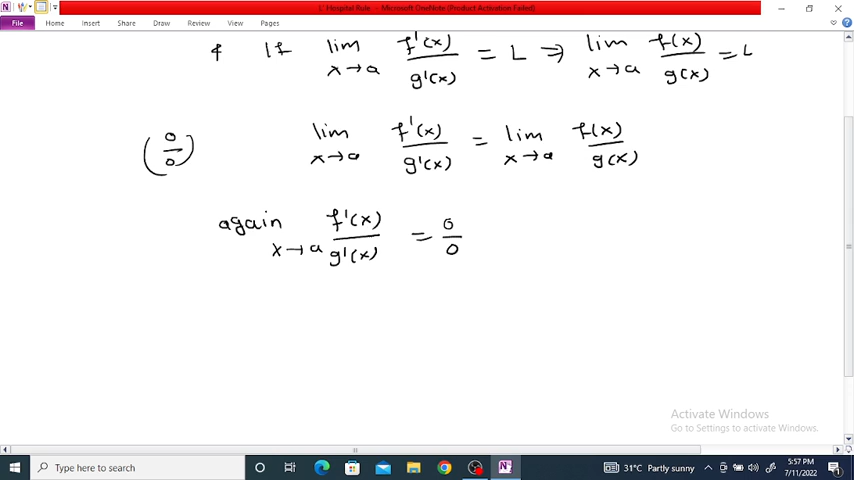 L' Hospital Rule - Microsoft OneNote (Product Activation Failed)
File Home Insert Share Draw Review View Pages
& If lim x→a f'(x)/g'(x) = L ⇒ lim x→a f(x)/g(x) = L
(0/0) lim x→a f'(x)/g'(x) = lim x→a f(x)/g(x)
again x→a f'(x)/g'(x) = 0/0
Activate Windows
Go to Settings to activate Windows.
Type here to search
31°C Partly sunny
5:57 PM
7/11/2022